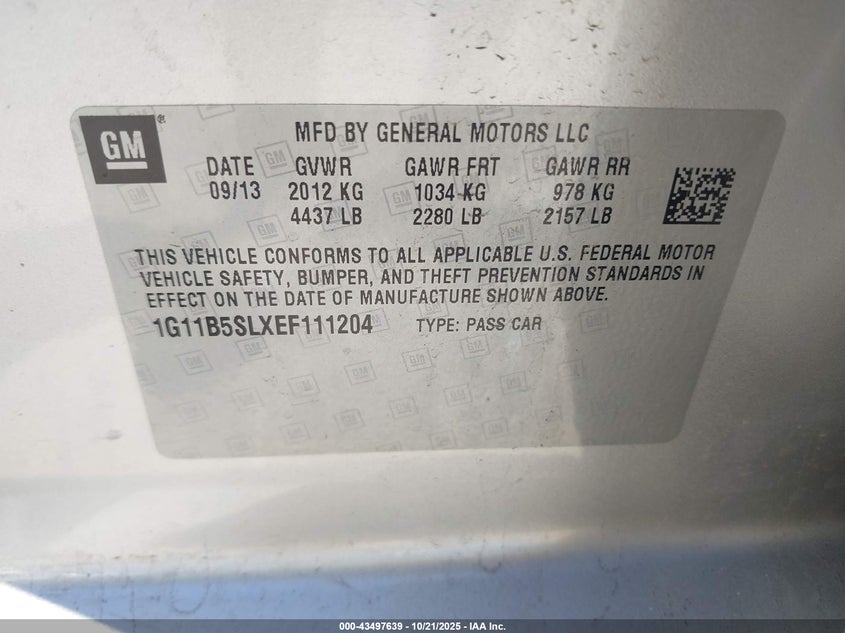 GM ®
MFD BY GENERAL MOTORS LLC
DATE GVWR GAWR FRT GAWR RR
09/13 2012 KG 1034 KG 978 KG
4437 LB 2280 LB 2157 LB
THIS VEHICLE CONFORMS TO ALL APPLICABLE U.S. FEDERAL MOTOR
VEHICLE SAFETY, BUMPER, AND THEFT PREVENTION STANDARDS IN
EFFECT ON THE DATE OF MANUFACTURE SHOWN ABOVE.
1G11B5SLXEF111204 TYPE: PASS CAR
000-43497639 - 10/21/2025 - IAA Inc.